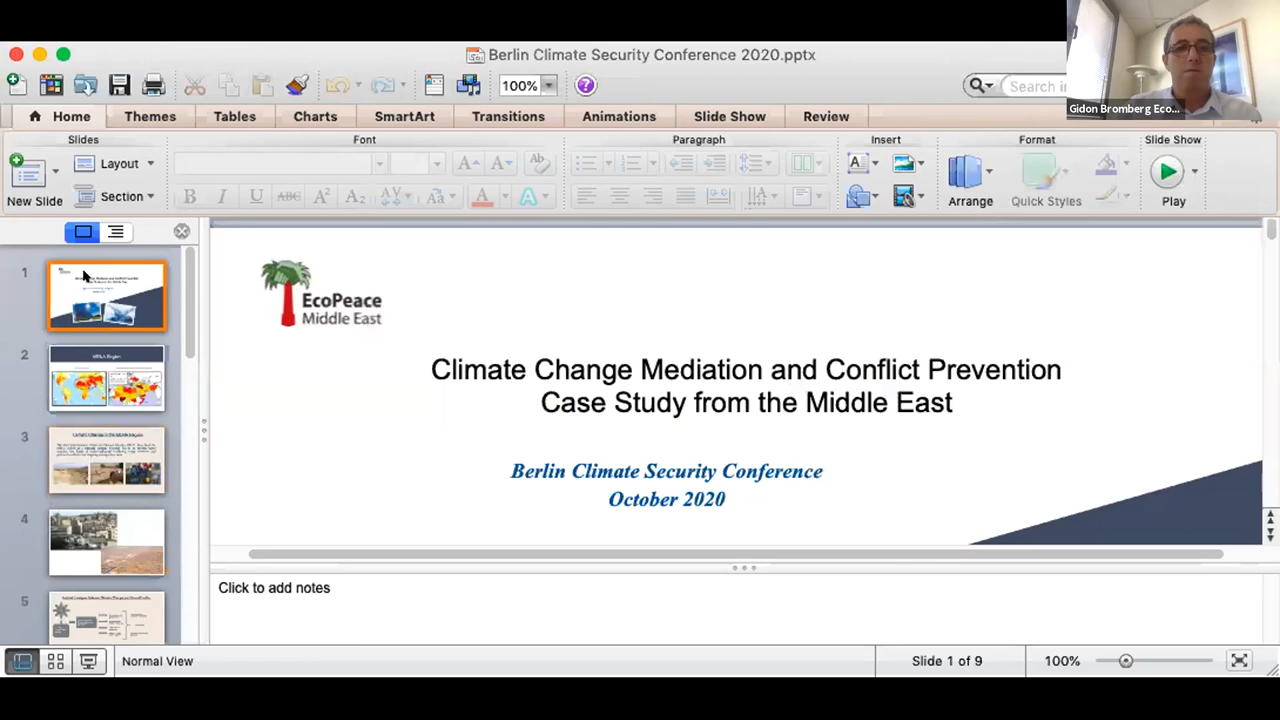 Berlin Climate Security Conference 2020.pptx
100%
Search in
Gidon Bromberg Eco...
Home
Themes
Tables
Charts
SmartArt
Transitions
Animations
Slide Show
Review
Slides
Font
Paragraph
Insert
Format
Slide Show
Layout
Section
New Slide
Arrange
Quick Styles
Play
1
2
MENA Region
3
4
5
EcoPeace
Middle East
Climate Change Mediation and Conflict Prevention
Case Study from the Middle East
Berlin Climate Security Conference
October 2020
Click to add notes
Normal View
Slide 1 of 9
100%